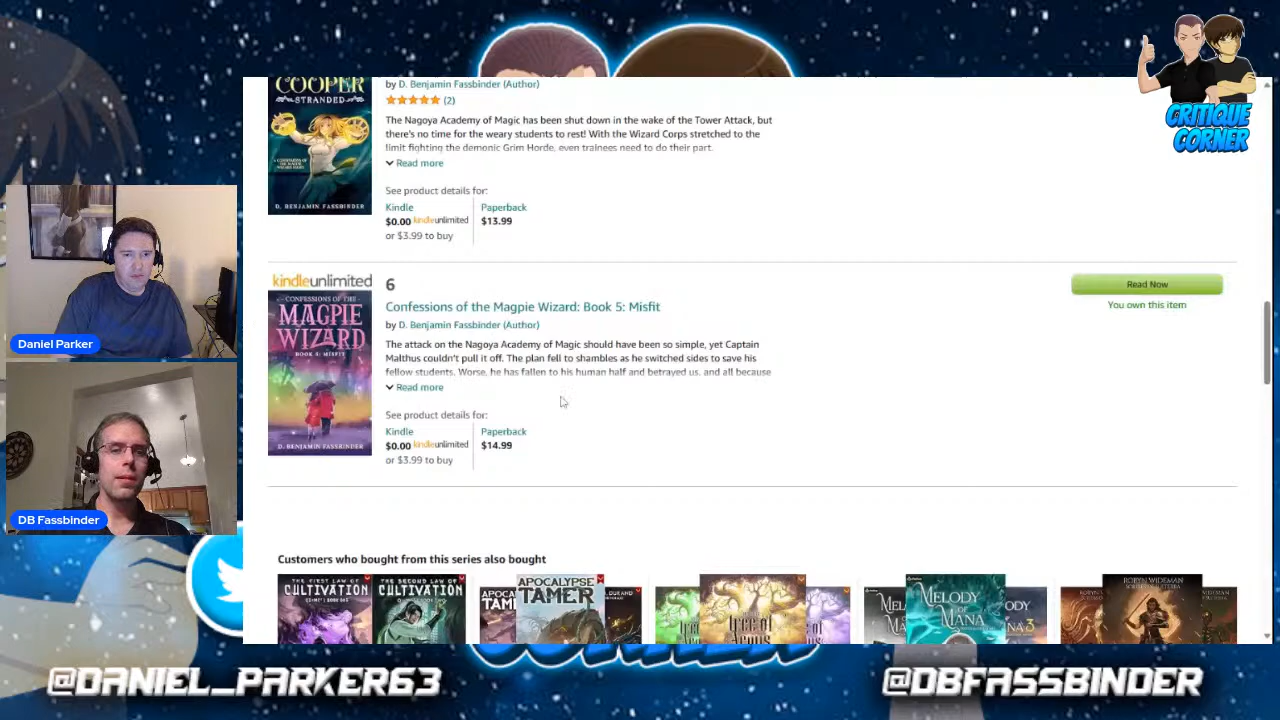 COOPER
STRANDED
D. BENJAMIN FASSBINDER
by D. Benjamin Fassbinder (Author)
(2)
The Nagoya Academy of Magic has been shut down in the wake of the Tower Attack, but
there's no time for the weary students to rest! With the Wizard Corps stretched to the
limit fighting the demonic Grim Horde, even trainees need to do their part.
Read more
See product details for:
Kindle
$0.00 kindleunlimited
or $3.99 to buy
Paperback
$13.99
kindleunlimited
CONFESSIONS OF THE
MAGPIE
WIZARD
BOOK 5: MISFIT
D. BENJAMIN FASSBINDER
6
Confessions of the Magpie Wizard: Book 5: Misfit
by D. Benjamin Fassbinder (Author)
The attack on the Nagoya Academy of Magic should have been so simple, yet Captain
Malthus couldn't pull it off. The plan fell to shambles as he switched sides to save his
fellow students. Worse, he has fallen to his human half and betrayed us, and all because
Read more
See product details for:
Kindle
$0.00 kindleunlimited
or $3.99 to buy
Paperback
$14.99
Read Now
You own this item
Customers who bought from this series also bought
THE FIRST LAW OF
CULTIVATION
THE SECOND LAW OF
CULTIVATION
APOCALYPSE
TAMER
MELODY
OF
MANA
ROBYN WIDEMAN
CRITIQUE
CORNER
Daniel Parker
DB Fassbinder
@DANIEL_PARKER63
@DBFASSBINDER